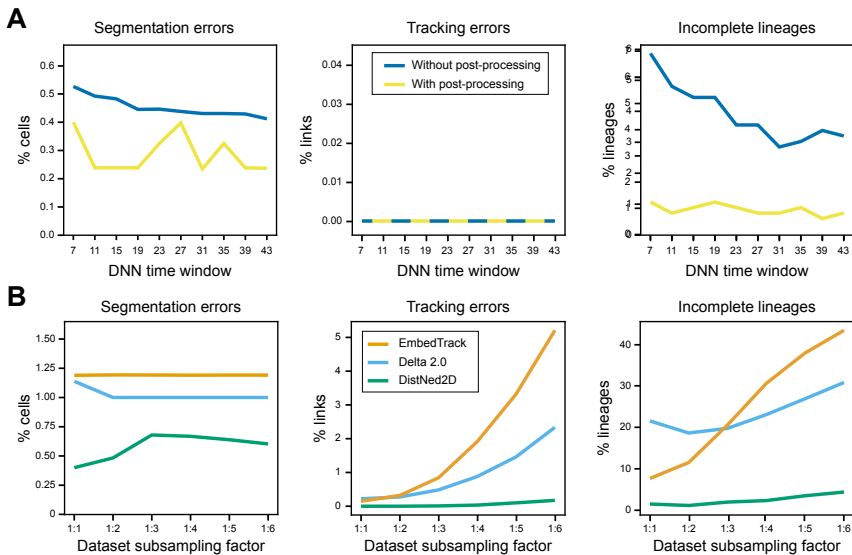 A
Segmentation errors
Tracking errors
Incomplete lineages
% cells
0.6
0.5
0.4
0.3
0.2
0.1
0.0
7 11 15 19 23 27 31 35 39 43
DNN time window
% links
0.04
0.03
0.02
0.01
0.00
Without post-processing
With post-processing
7 11 15 19 23 27 31 35 39 43
DNN time window
% lineages
6
5
4
3
2
1
0
7 11 15 19 23 27 31 35 39 43
DNN time window
B
Segmentation errors
Tracking errors
Incomplete lineages
% cells
1.50
1.25
1.00
0.75
0.50
0.25
0
1:1 1:2 1:3 1:4 1:5 1:6
Dataset subsampling factor
% links
5
4
3
2
1
0
EmbedTrack
Delta 2.0
DistNed2D
1:1 1:2 1:3 1:4 1:5 1:6
Dataset subsampling factor
% lineages
40
30
20
10
0
1:1 1:2 1:3 1:4 1:5 1:6
Dataset subsampling factor